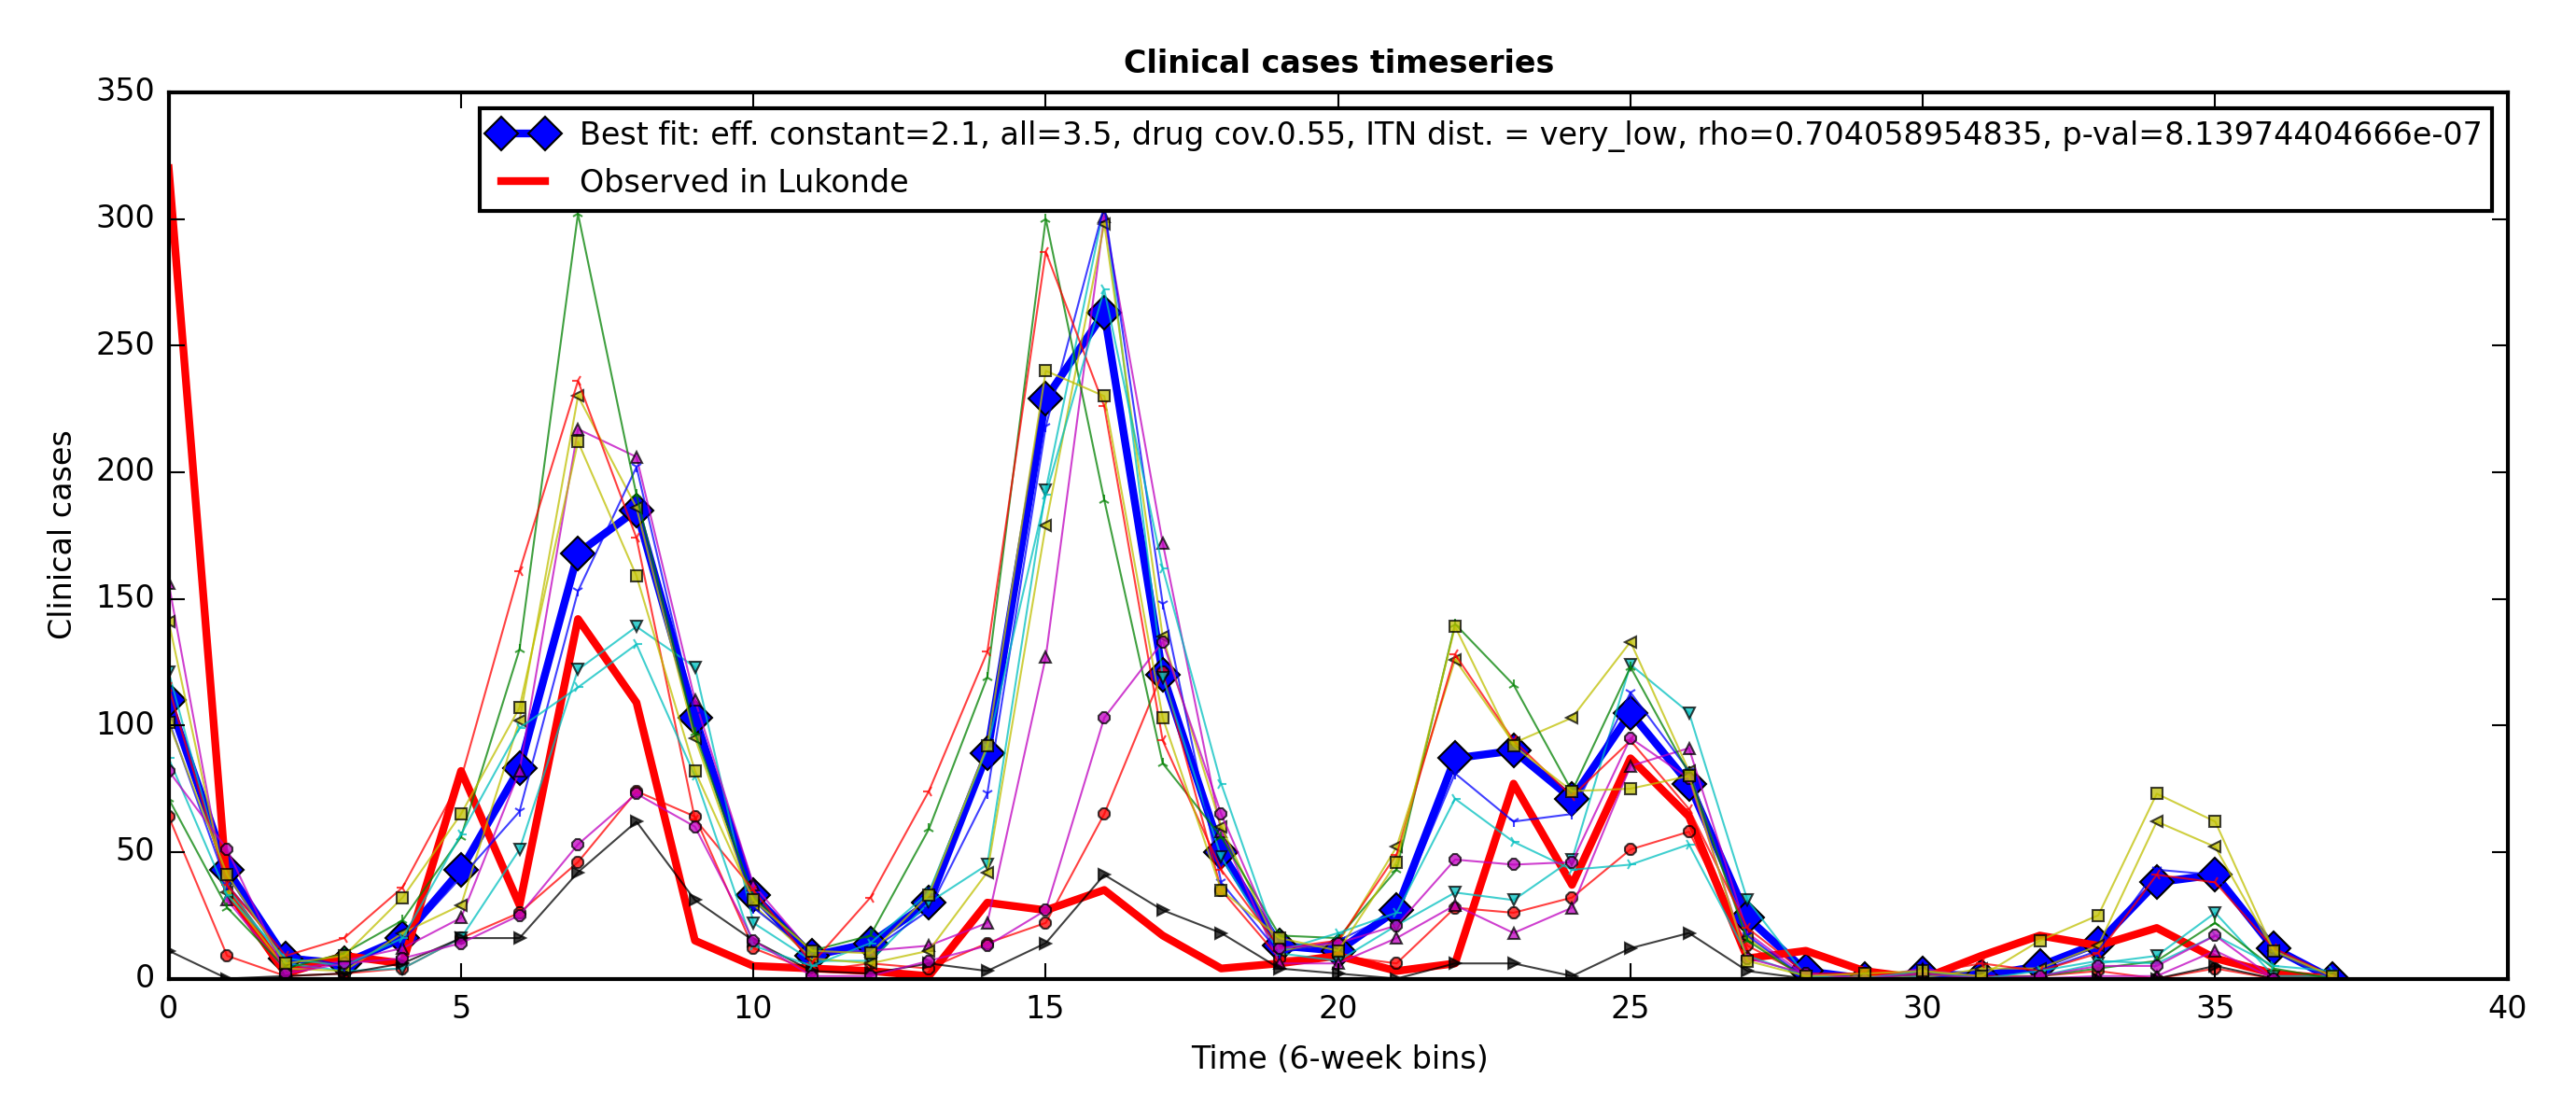 Clinical cases timeseries
Best fit: eff. constant=2.1, all=3.5, drug cov.0.55, ITN dist. = very_low, rho=0.704058954835, p-val=8.13974404666e-07
Observed in Lukonde
350
300
250
200
150
100
50
0
Clinical cases
0 5 10 15 20 25 30 35 40
Time (6-week bins)